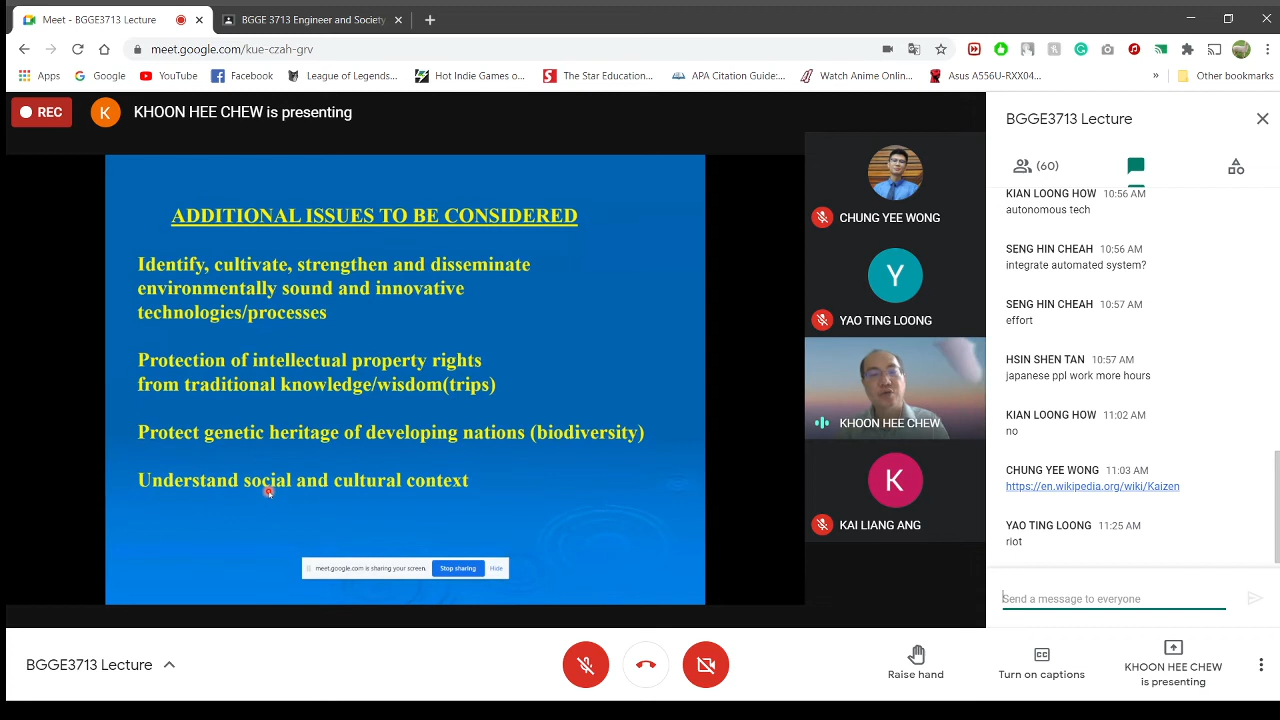 Meet - BGGE3713 Lecture
BGGE 3713 Engineer and Society
meet.google.com/kue-czah-grv
Apps
Google
YouTube
Facebook
League of Legends...
Hot Indie Games o...
The Star Education...
APA Citation Guide:...
Watch Anime Onlin...
Asus A556U-RXX04...
»
Other bookmarks
REC
K
KHOON HEE CHEW is presenting
ADDITIONAL ISSUES TO BE CONSIDERED
Identify, cultivate, strengthen and disseminate
environmentally sound and innovative
technologies/processes
Protection of intellectual property rights
from traditional knowledge/wisdom(trips)
Protect genetic heritage of developing nations (biodiversity)
Understand social and cultural context
meet.google.com is sharing your screen.
Stop sharing
Hide
CHUNG YEE WONG
Y
YAO TING LOONG
KHOON HEE CHEW
K
KAI LIANG ANG
BGGE3713 Lecture
(60)
KIAN LOONG HOW 10:56 AM
autonomous tech
SENG HIN CHEAH 10:56 AM
integrate automated system?
SENG HIN CHEAH 10:57 AM
effort
HSIN SHEN TAN 10:57 AM
japanese ppl work more hours
KIAN LOONG HOW 11:02 AM
no
CHUNG YEE WONG 11:03 AM
https://en.wikipedia.org/wiki/Kaizen
YAO TING LOONG 11:25 AM
riot
Send a message to everyone
BGGE3713 Lecture
Raise hand
Turn on captions
KHOON HEE CHEW
is presenting